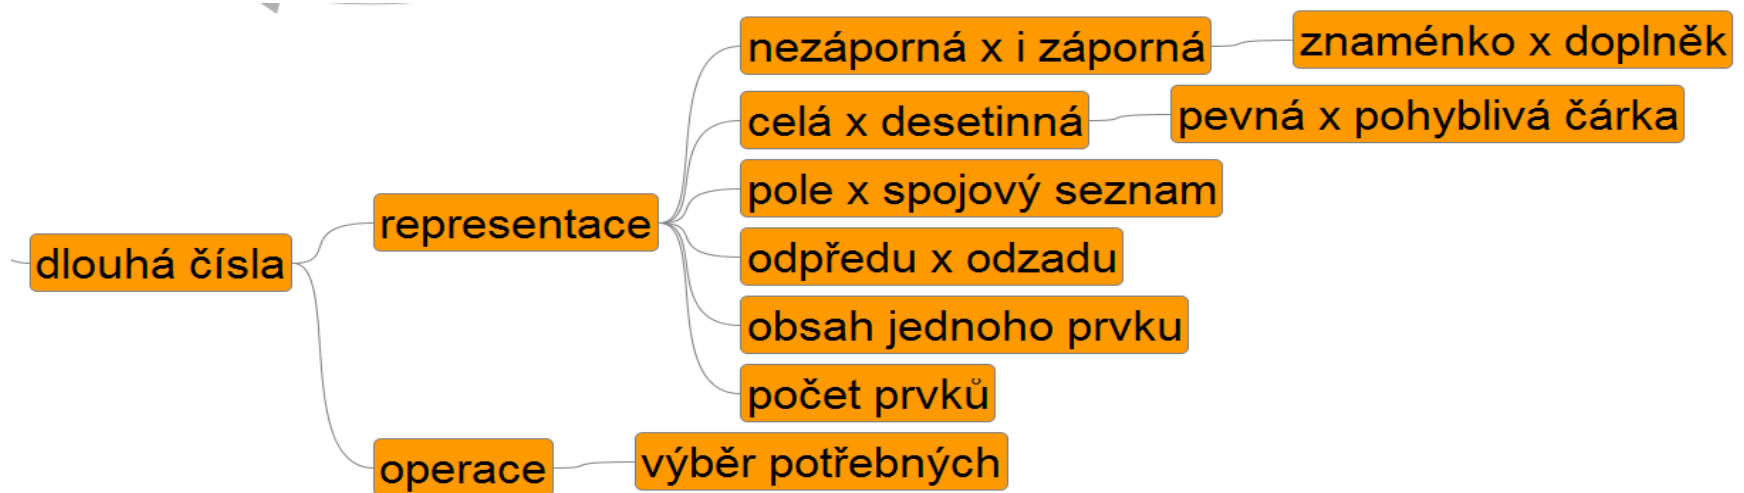 nezáporná x i záporná
znaménko x doplněk
celá x desetinná
pevná x pohyblivá čárka
pole x spojový seznam
representace
odpředu x odzadu
dlouhá čísla
obsah jednoho prvku
počet prvků
operace
výběr potřebných